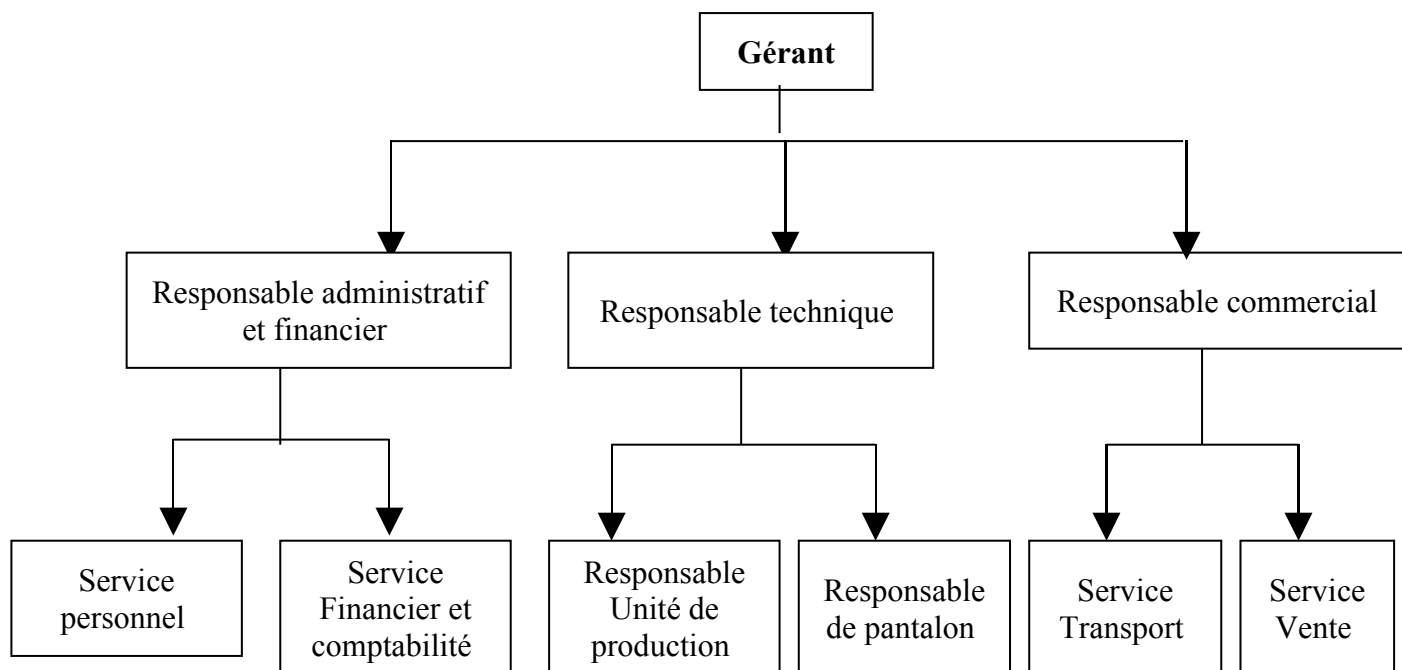 Gérant
Responsable administratif
et financier
Responsable technique
Responsable commercial
Service
personnel
Service
Financier et
comptabilité
Responsable
Unité de
production
Responsable
de pantalon
Service
Transport
Service
Vente